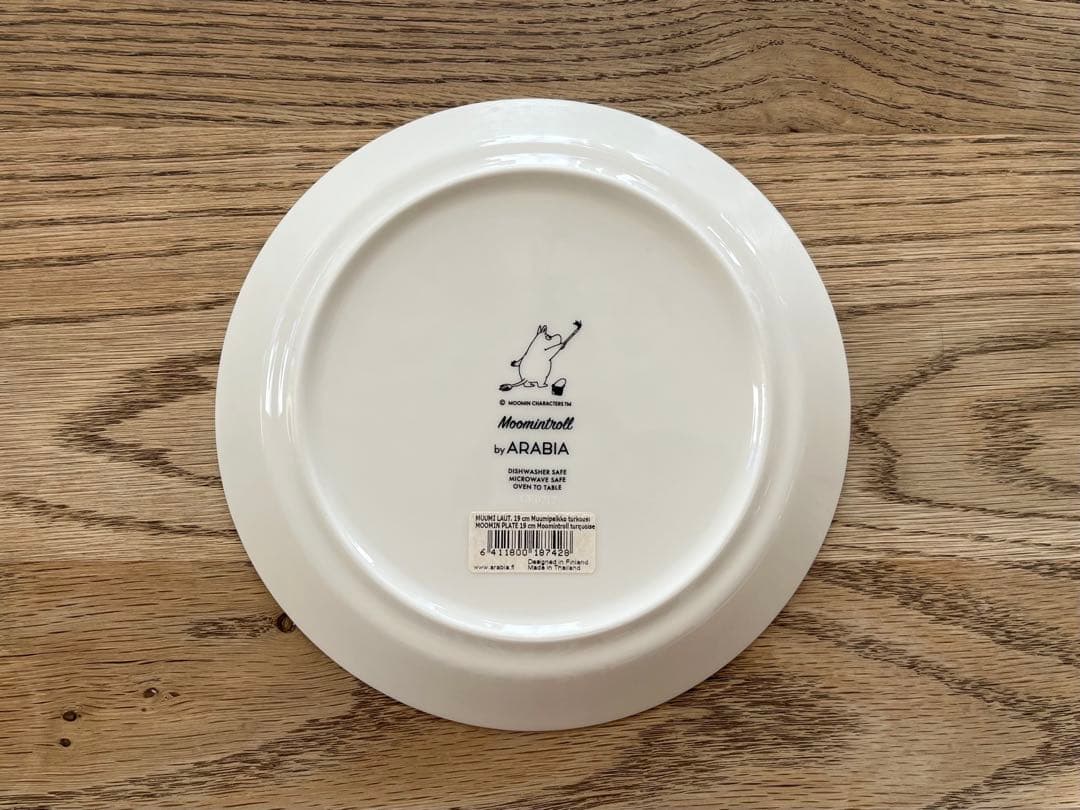 © MOOMIN CHARACTERS™
Moomintroll
by ARABIA
DISHWASHER SAFE
MICROWAVE SAFE
OVEN TO TABLE
MUUMI LAUT. 19 cm Muumipeikko turkoosi
MOOMIN PLATE 19 cm Moomintroll turquoise
6 411800 187428
www.arabia.fi Designed in Finland
Made in Thailand